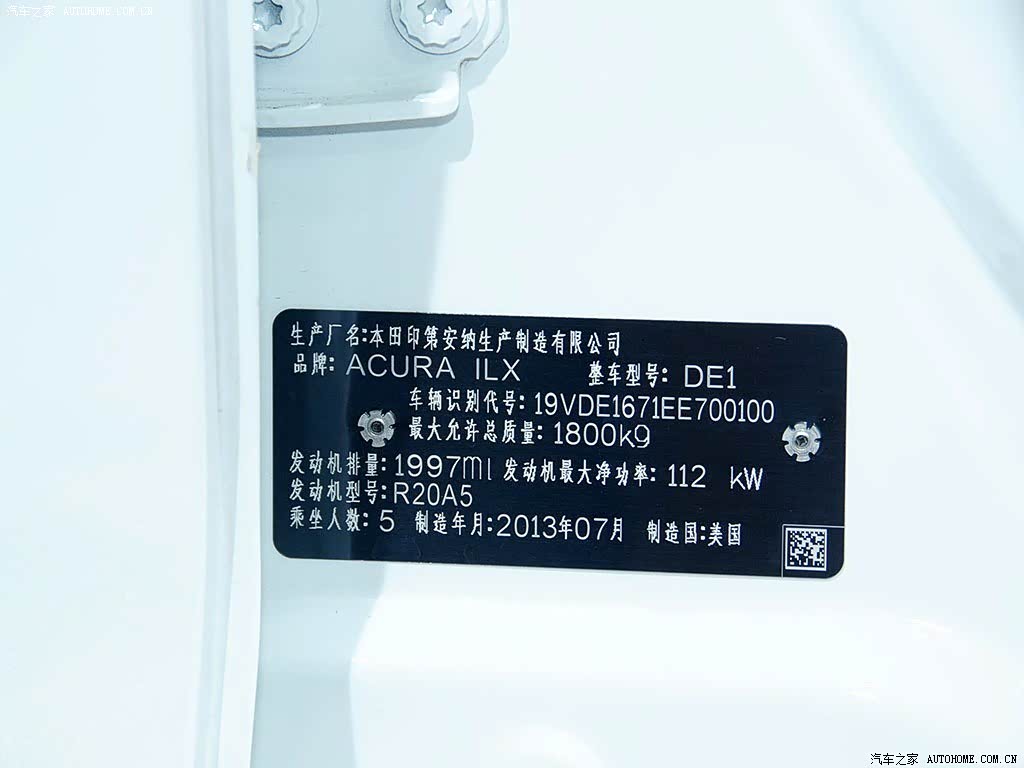 汽车之家 AUTOHOME.COM.CN
生产厂名:本田印第安纳生产制造有限公司
品牌: ACURA ILX 整车型号: DE1
车辆识别代号: 19VDE1671EE700100
最大允许总质量: 1800kg
发动机排量: 1997ml 发动机最大净功率: 112 kW
发动机型号: R20A5
乘坐人数: 5 制造年月:2013年07月 制造国:美国
汽车之家 AUTOHOME.COM.CN